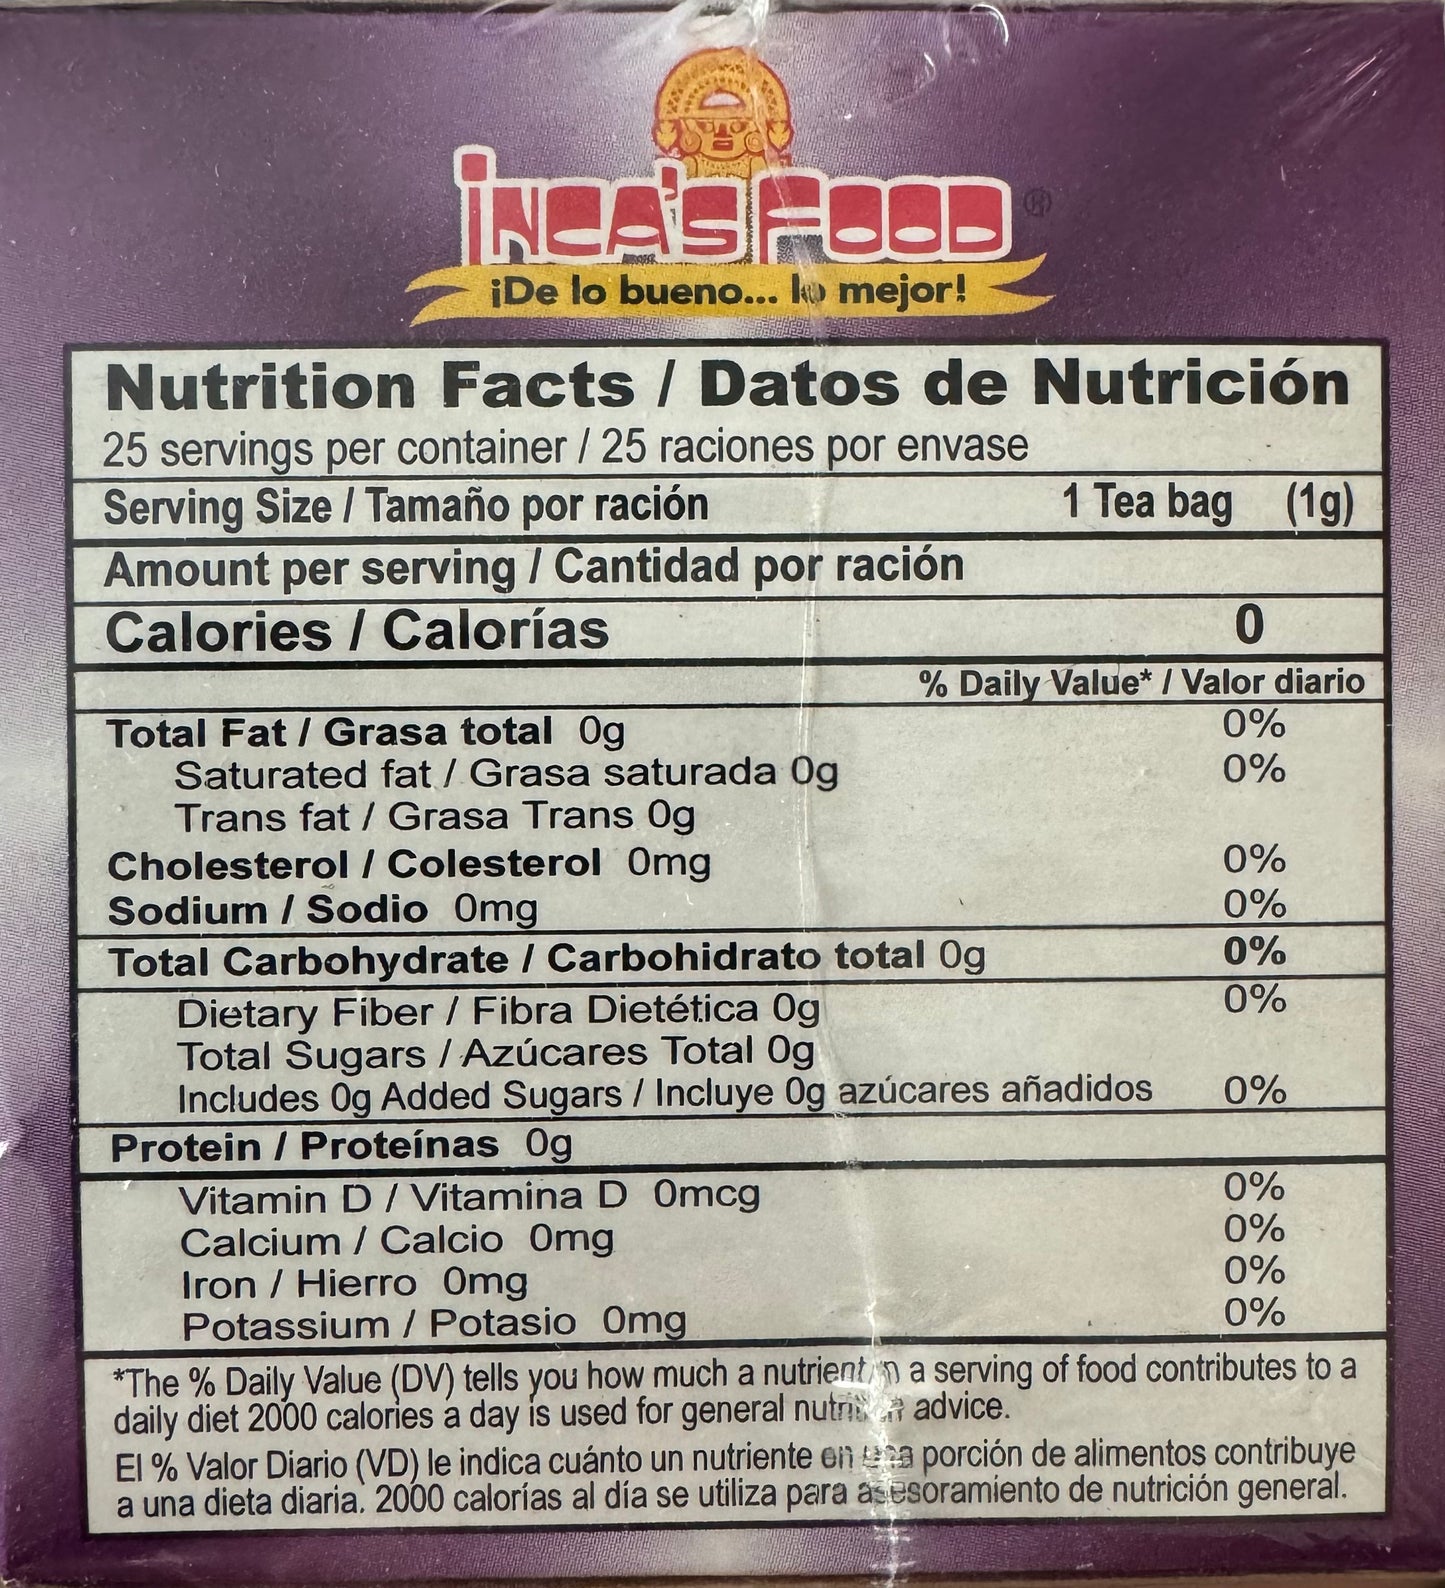 INCA'S FOOD ®
¡De lo bueno... lo mejor!
Nutrition Facts / Datos de Nutrición
25 servings per container / 25 raciones por envase
Serving Size / Tamaño por ración 1 Tea bag (1g)
Amount per serving / Cantidad por ración
Calories / Calorías 0
% Daily Value* / Valor diario
Total Fat / Grasa total 0g 0%
Saturated fat / Grasa saturada 0g 0%
Trans fat / Grasa Trans 0g
Cholesterol / Colesterol 0mg 0%
Sodium / Sodio 0mg 0%
Total Carbohydrate / Carbohidrato total 0g 0%
Dietary Fiber / Fibra Dietética 0g 0%
Total Sugars / Azúcares Total 0g
Includes 0g Added Sugars / Incluye 0g azúcares añadidos 0%
Protein / Proteínas 0g
Vitamin D / Vitamina D 0mcg 0%
Calcium / Calcio 0mg 0%
Iron / Hierro 0mg 0%
Potassium / Potasio 0mg 0%
*The % Daily Value (DV) tells you how much a nutrient in a serving of food contributes to a
daily diet 2000 calories a day is used for general nutrition advice.
El % Valor Diario (VD) le indica cuánto un nutriente en una porción de alimentos contribuye
a una dieta diaria. 2000 calorías al día se utiliza para asesoramiento de nutrición general.